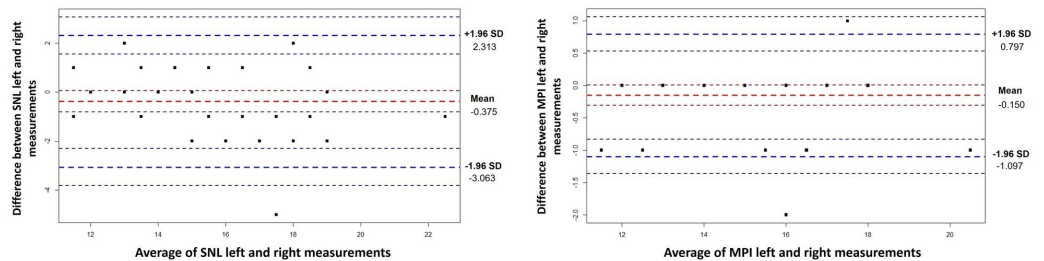 Difference between SNL left and right
measurements
2
0
-2
-4
12
14
16
18
20
22
Average of SNL left and right measurements
+1.96 SD
2.313
Mean
-0.375
-1.96 SD
-3.063
Difference between MPI left and right
measurements
1.0
0.5
0.0
-0.5
-1.0
-1.5
-2.0
12
14
16
18
20
Average of MPI left and right measurements
+1.96 SD
0.797
Mean
-0.150
-1.96 SD
-1.097